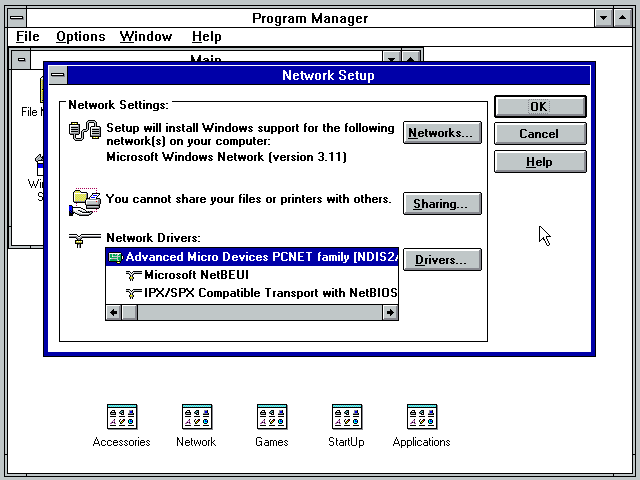 Program Manager
File Options Window Help
Main
Network Setup
Network Settings:
Setup will install Windows support for the following
network(s) on your computer:
Microsoft Windows Network (version 3.11)
Networks...
You cannot share your files or printers with others.
Sharing...
Network Drivers:
Advanced Micro Devices PCNET family [NDIS2/
Microsoft NetBEUI
IPX/SPX Compatible Transport with NetBIOS
Drivers...
OK
Cancel
Help
File
Accessories Network Games StartUp Applications